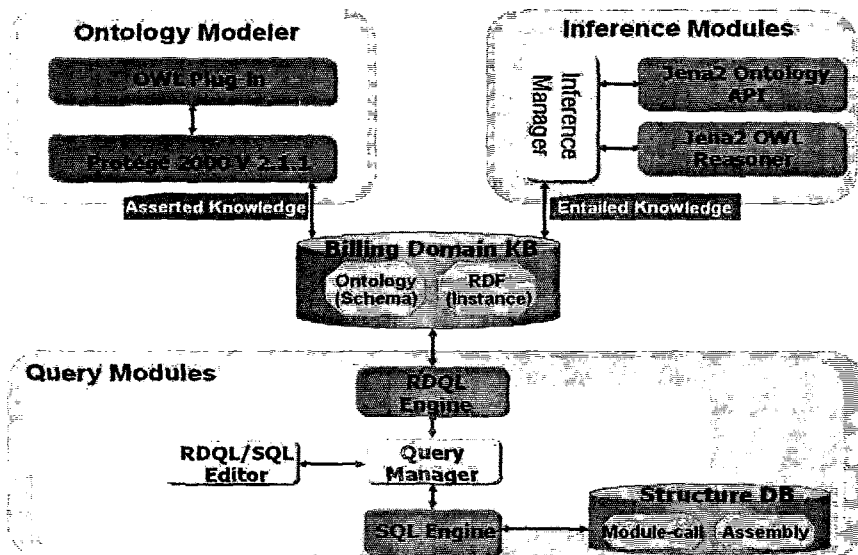 Ontology Modeler
OWL Plug-In
Protégé 2000 V 2.1.1
Asserted Knowledge
Inference Modules
Inference
Manager
Jena2 Ontology
API
Jena2 OWL
Reasoner
Entailed Knowledge
Billing Domain KB
Ontology
(Schema)
RDF
(Instance)
Query Modules
RDQL
Engine
RDQL/SQL
Editor
Query
Manager
SQL Engine
Structure DB
Module-call
Assembly